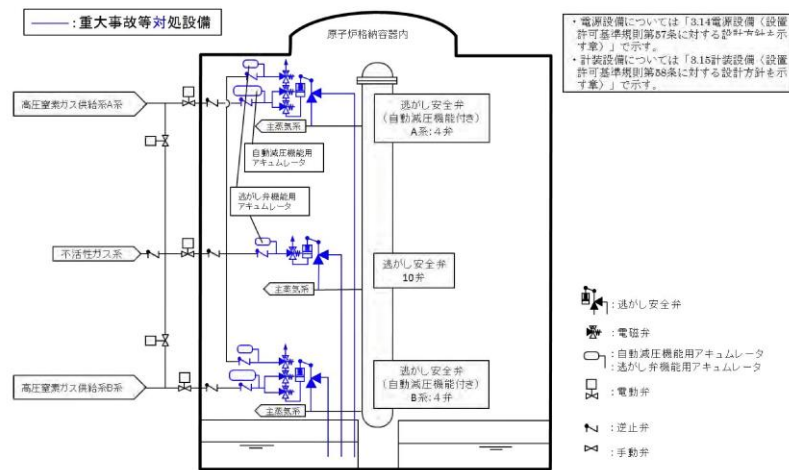 ：重大事故等対処設備
原子炉格納容器内
・電源設備については「3.14電源設備（設置
許可基準規則第57条に対する設計方針を示
す章）」で示す。
・計装設備については「3.15計装設備（設置
許可基準規則第58条に対する設計方針を示
す章）」で示す。
高圧窒素ガス供給系A系
逃がし安全弁
（自動減圧機能付き）
A系:4弁
主蒸気系
自動減圧機能用
アキュムレータ
逃がし弁機能用
アキュムレータ
不活性ガス系
逃がし安全弁
10弁
主蒸気系
：逃がし安全弁
：電磁弁
：自動減圧機能用アキュムレータ
：逃がし弁機能用アキュムレータ
：電動弁
：逆止弁
：手動弁
高圧窒素ガス供給系B系
逃がし安全弁
（自動減圧機能付き）
B系:4弁
主蒸気系